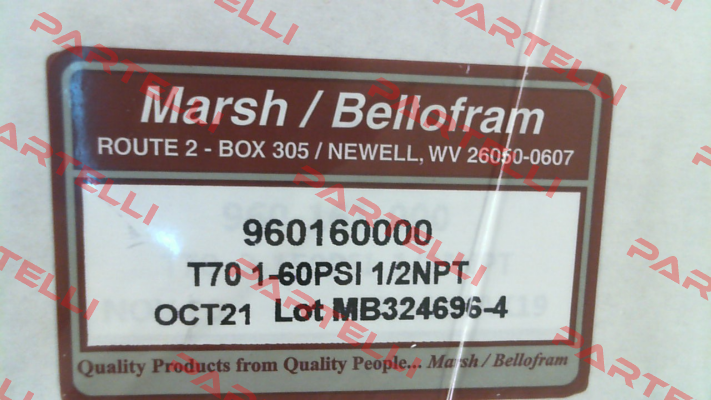 Marsh / Bellofram
ROUTE 2 - BOX 305 / NEWELL, WV 26050-0607
960160000
T70 1-60PSI 1/2NPT
OCT21 Lot MB324696-4
Quality Products from Quality People... Marsh / Bellofram
PARTELLI